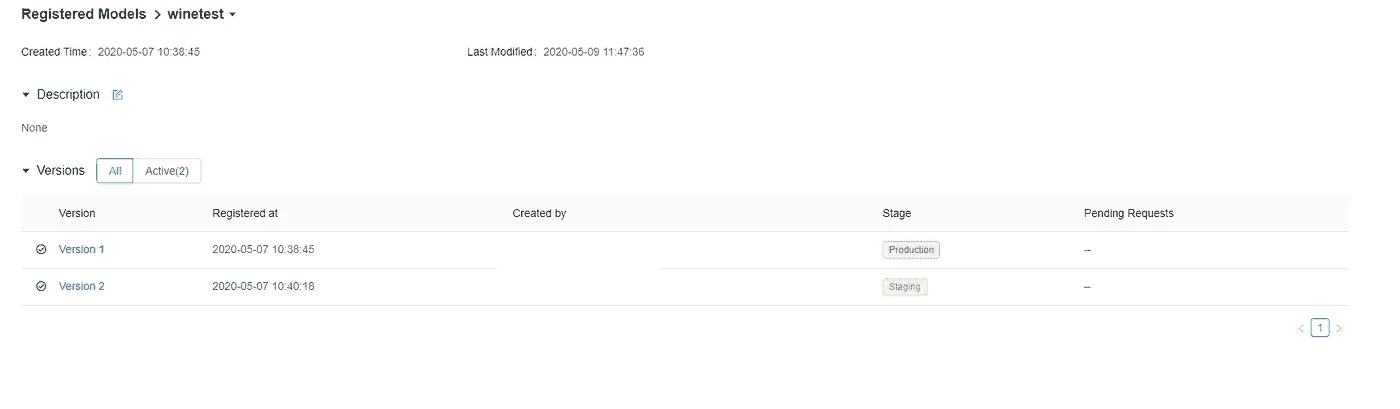 Registered Models > winetest
Created Time: 2020-05-07 10:38:45 Last Modified: 2020-05-09 11:47:36
Description
None
Versions All Active(2)
Version Registered at Created by Stage Pending Requests
Version 1 2020-05-07 10:38:45 Production --
Version 2 2020-05-07 10:40:18 Staging --
< 1 >